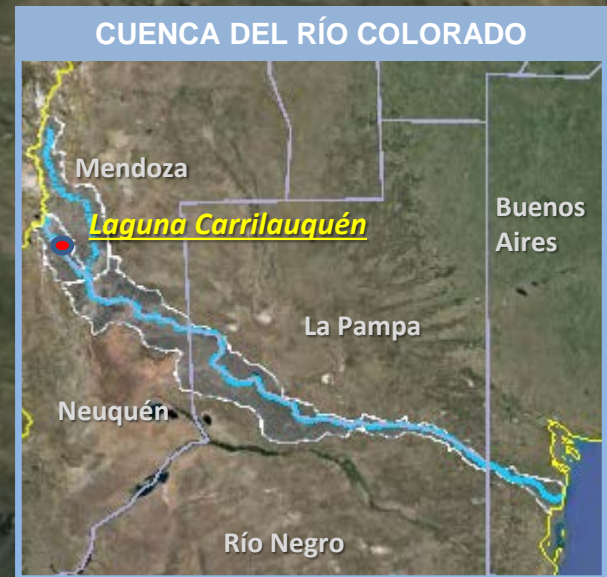 CUENCA DEL RÍO COLORADO
Mendoza
Laguna Carrilauquén
Buenos
Aires
La Pampa
Neuquén
Río Negro